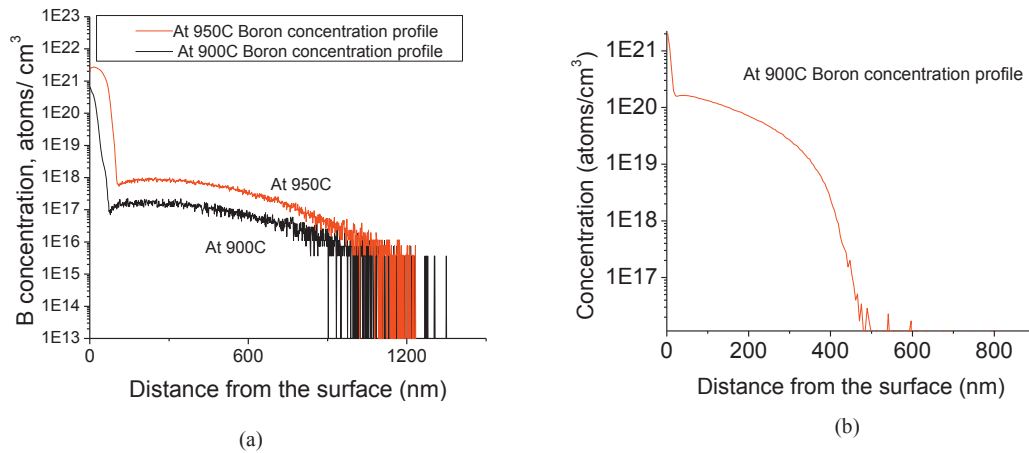 1E23
At 950C Boron concentration profile
1E22
At 900C Boron concentration profile
1E21
1E20
1E19
1E18
At 950C
1E17
1E16
At 900C
1E15
1E14
1E13
0
600
1200
B concentration, atoms/ cm3
Distance from the surface (nm)
(a)
1E21
At 900C Boron concentration profile
1E20
1E19
1E18
1E17
0
200
400
600
800
Concentration (atoms/cm3)
Distance from the surface (nm)
(b)